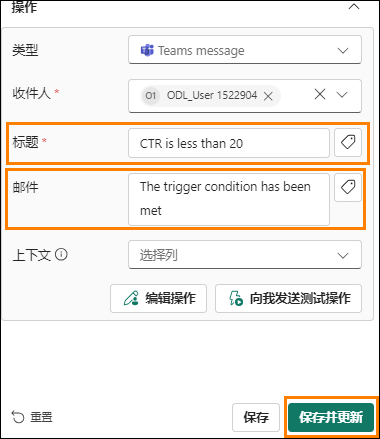 操作
类型 Teams message
收件人 * O1 ODL_User 1522904
标题 * CTR is less than 20
邮件 The trigger condition has been
met
上下文 选择列
编辑操作 向我发送测试操作
重置 保存 保存并更新